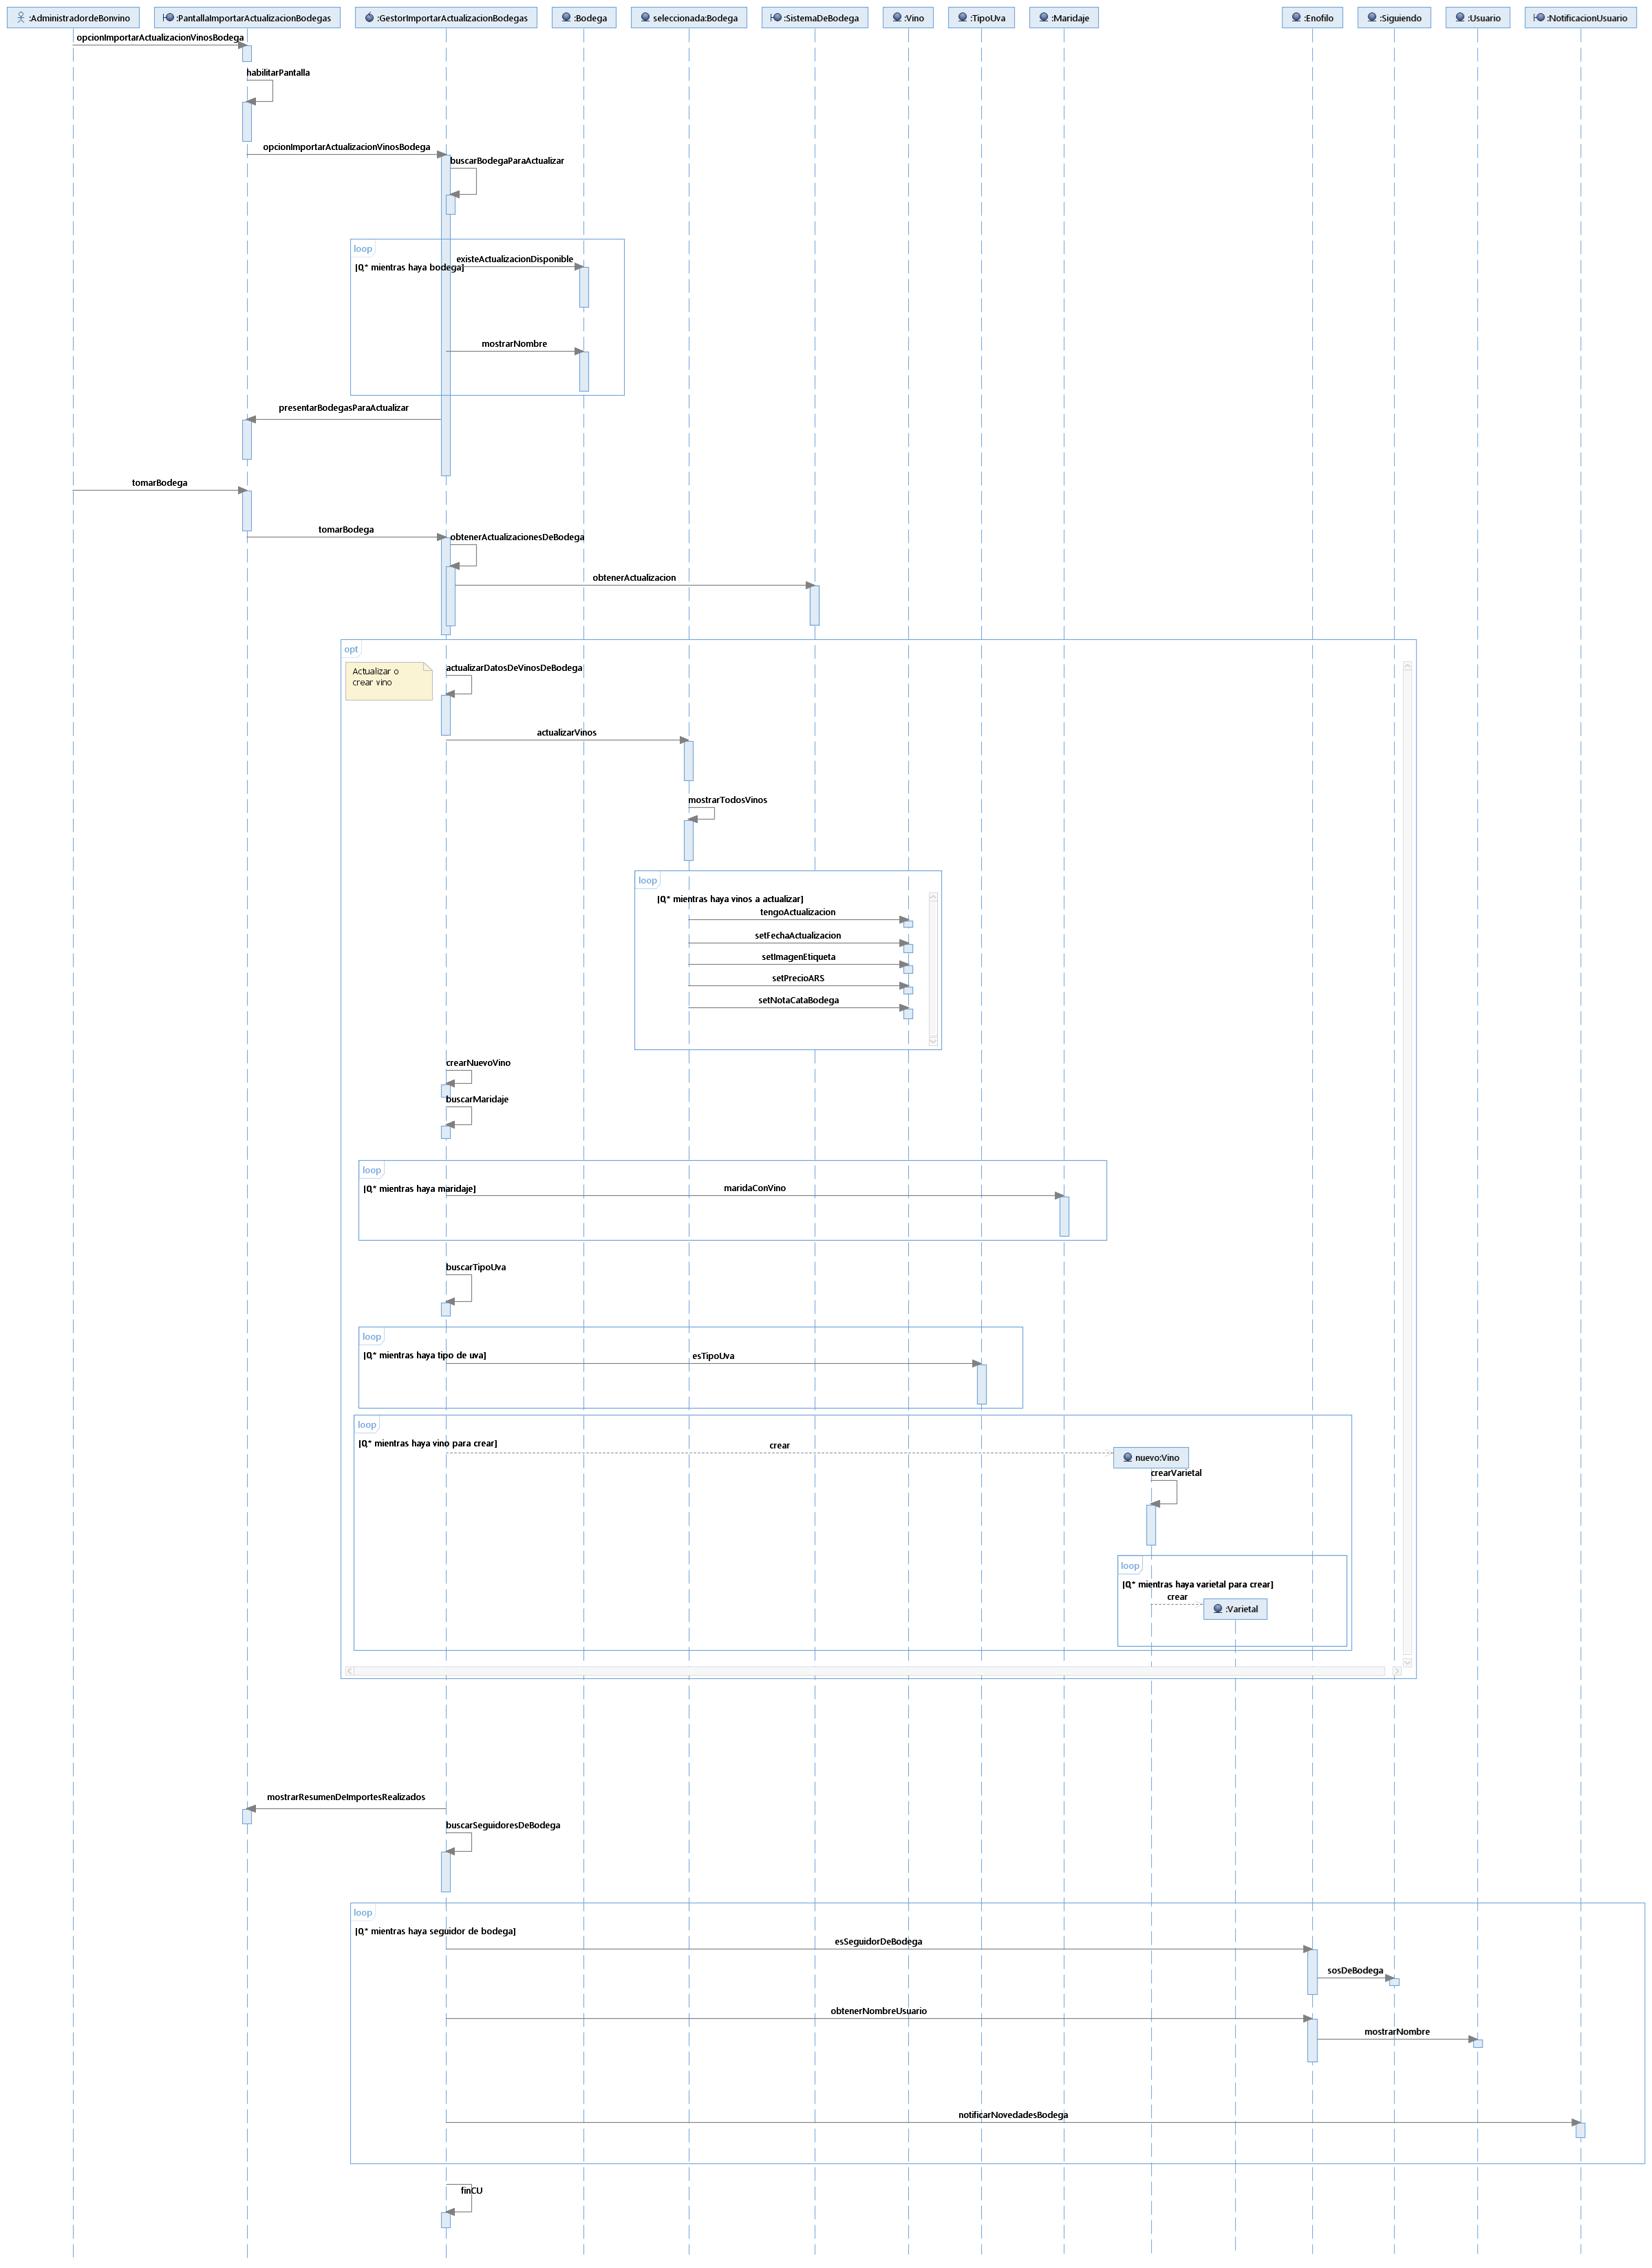 :AdministradordeBonvino
:PantallaImportarActualizacionBodegas
:GestorImportarActualizacionBodegas
:Bodega
seleccionada:Bodega
:SistemaDeBodega
:Vino
:TipoUva
:Maridaje
:Enofilo
:Siguiendo
:Usuario
:NotificacionUsuario
opcionImportarActualizacionVinosBodega
habilitarPantalla
opcionImportarActualizacionVinosBodega
buscarBodegaParaActualizar
loop
existeActualizacionDisponible
[0,* mientras haya bodega]
mostrarNombre
presentarBodegasParaActualizar
tomarBodega
tomarBodega
obtenerActualizacionesDeBodega
obtenerActualizacion
opt
Actualizar o
crear vino
actualizarDatosDeVinosDeBodega
actualizarVinos
mostrarTodosVinos
loop
[0,* mientras haya vinos a actualizar]
tengoActualizacion
setFechaActualizacion
setImagenEtiqueta
setPrecioARS
setNotaCataBodega
crearNuevoVino
buscarMaridaje
loop
[0,* mientras haya maridaje]
maridaConVino
buscarTipoUva
loop
[0,* mientras haya tipo de uva]
esTipoUva
loop
[0,* mientras haya vino para crear]
crear
nuevo:Vino
crearVarietal
loop
[0,* mientras haya varietal para crear]
crear
:Varietal
mostrarResumenDeImportesRealizados
buscarSeguidoresDeBodega
loop
[0,* mientras haya seguidor de bodega]
esSeguidorDeBodega
sosDeBodega
obtenerNombreUsuario
mostrarNombre
notificarNovedadesBodega
finCU